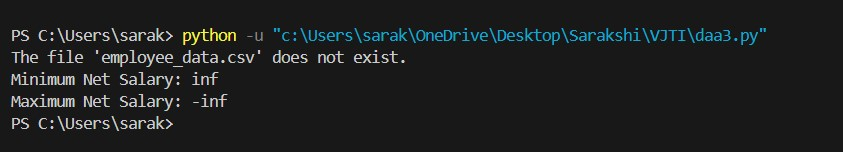 PS C:\Users\sarak> python -u "c:\Users\sarak\OneDrive\Desktop\Sarakshi\VJTI\daa3.py"
The file 'employee_data.csv' does not exist.
Minimum Net Salary: inf
Maximum Net Salary: -inf
PS C:\Users\sarak>